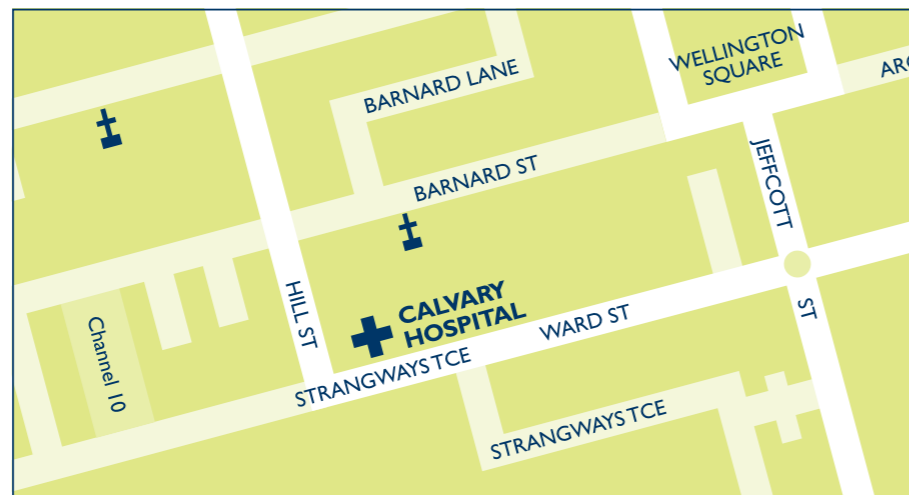 WELLINGTON
SQUARE
ARC
BARNARD LANE
JEFFCOTT
BARNARD ST
HILL ST
CALVARY
HOSPITAL
WARD ST
ST
Channel 10
STRANGWAYS TCE
STRANGWAYS TCE